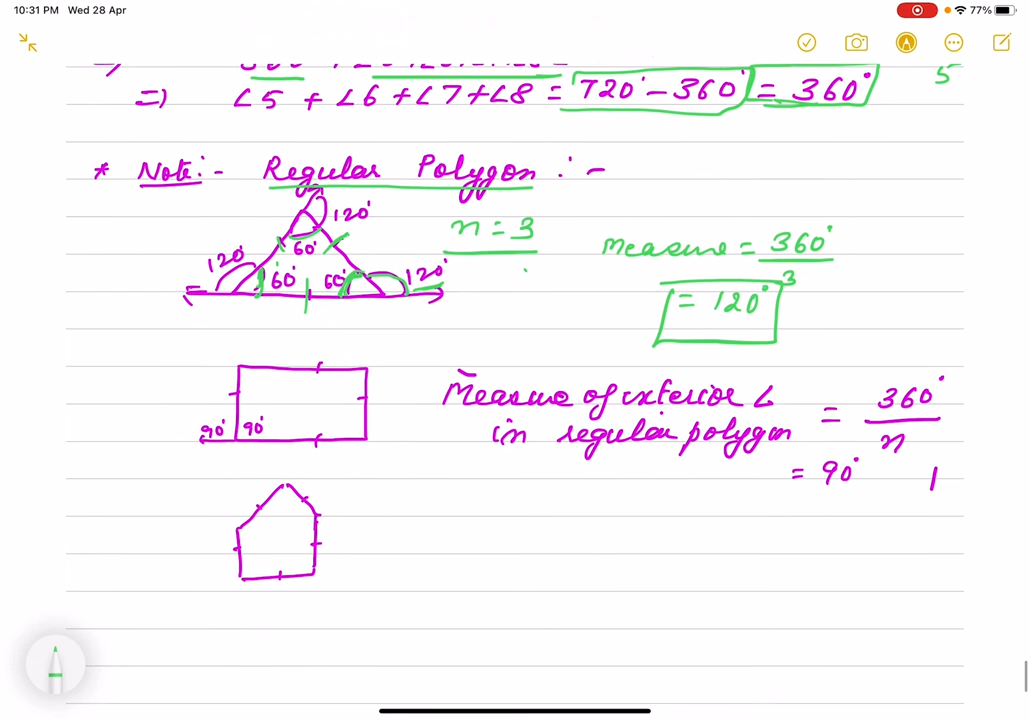 10:31 PM Wed 28 Apr
77%
=) ∠5 + ∠6 + ∠7 + ∠8 = 720° - 360° = 360°
5
* Note:- Regular Polygon :-
120°
60°
n = 3
Measure = 360°
3
120°
60° 60°
120°
= 120°
Measure of exterior ∠
in regular polygon
= 360°
n
90° 90°
= 90°